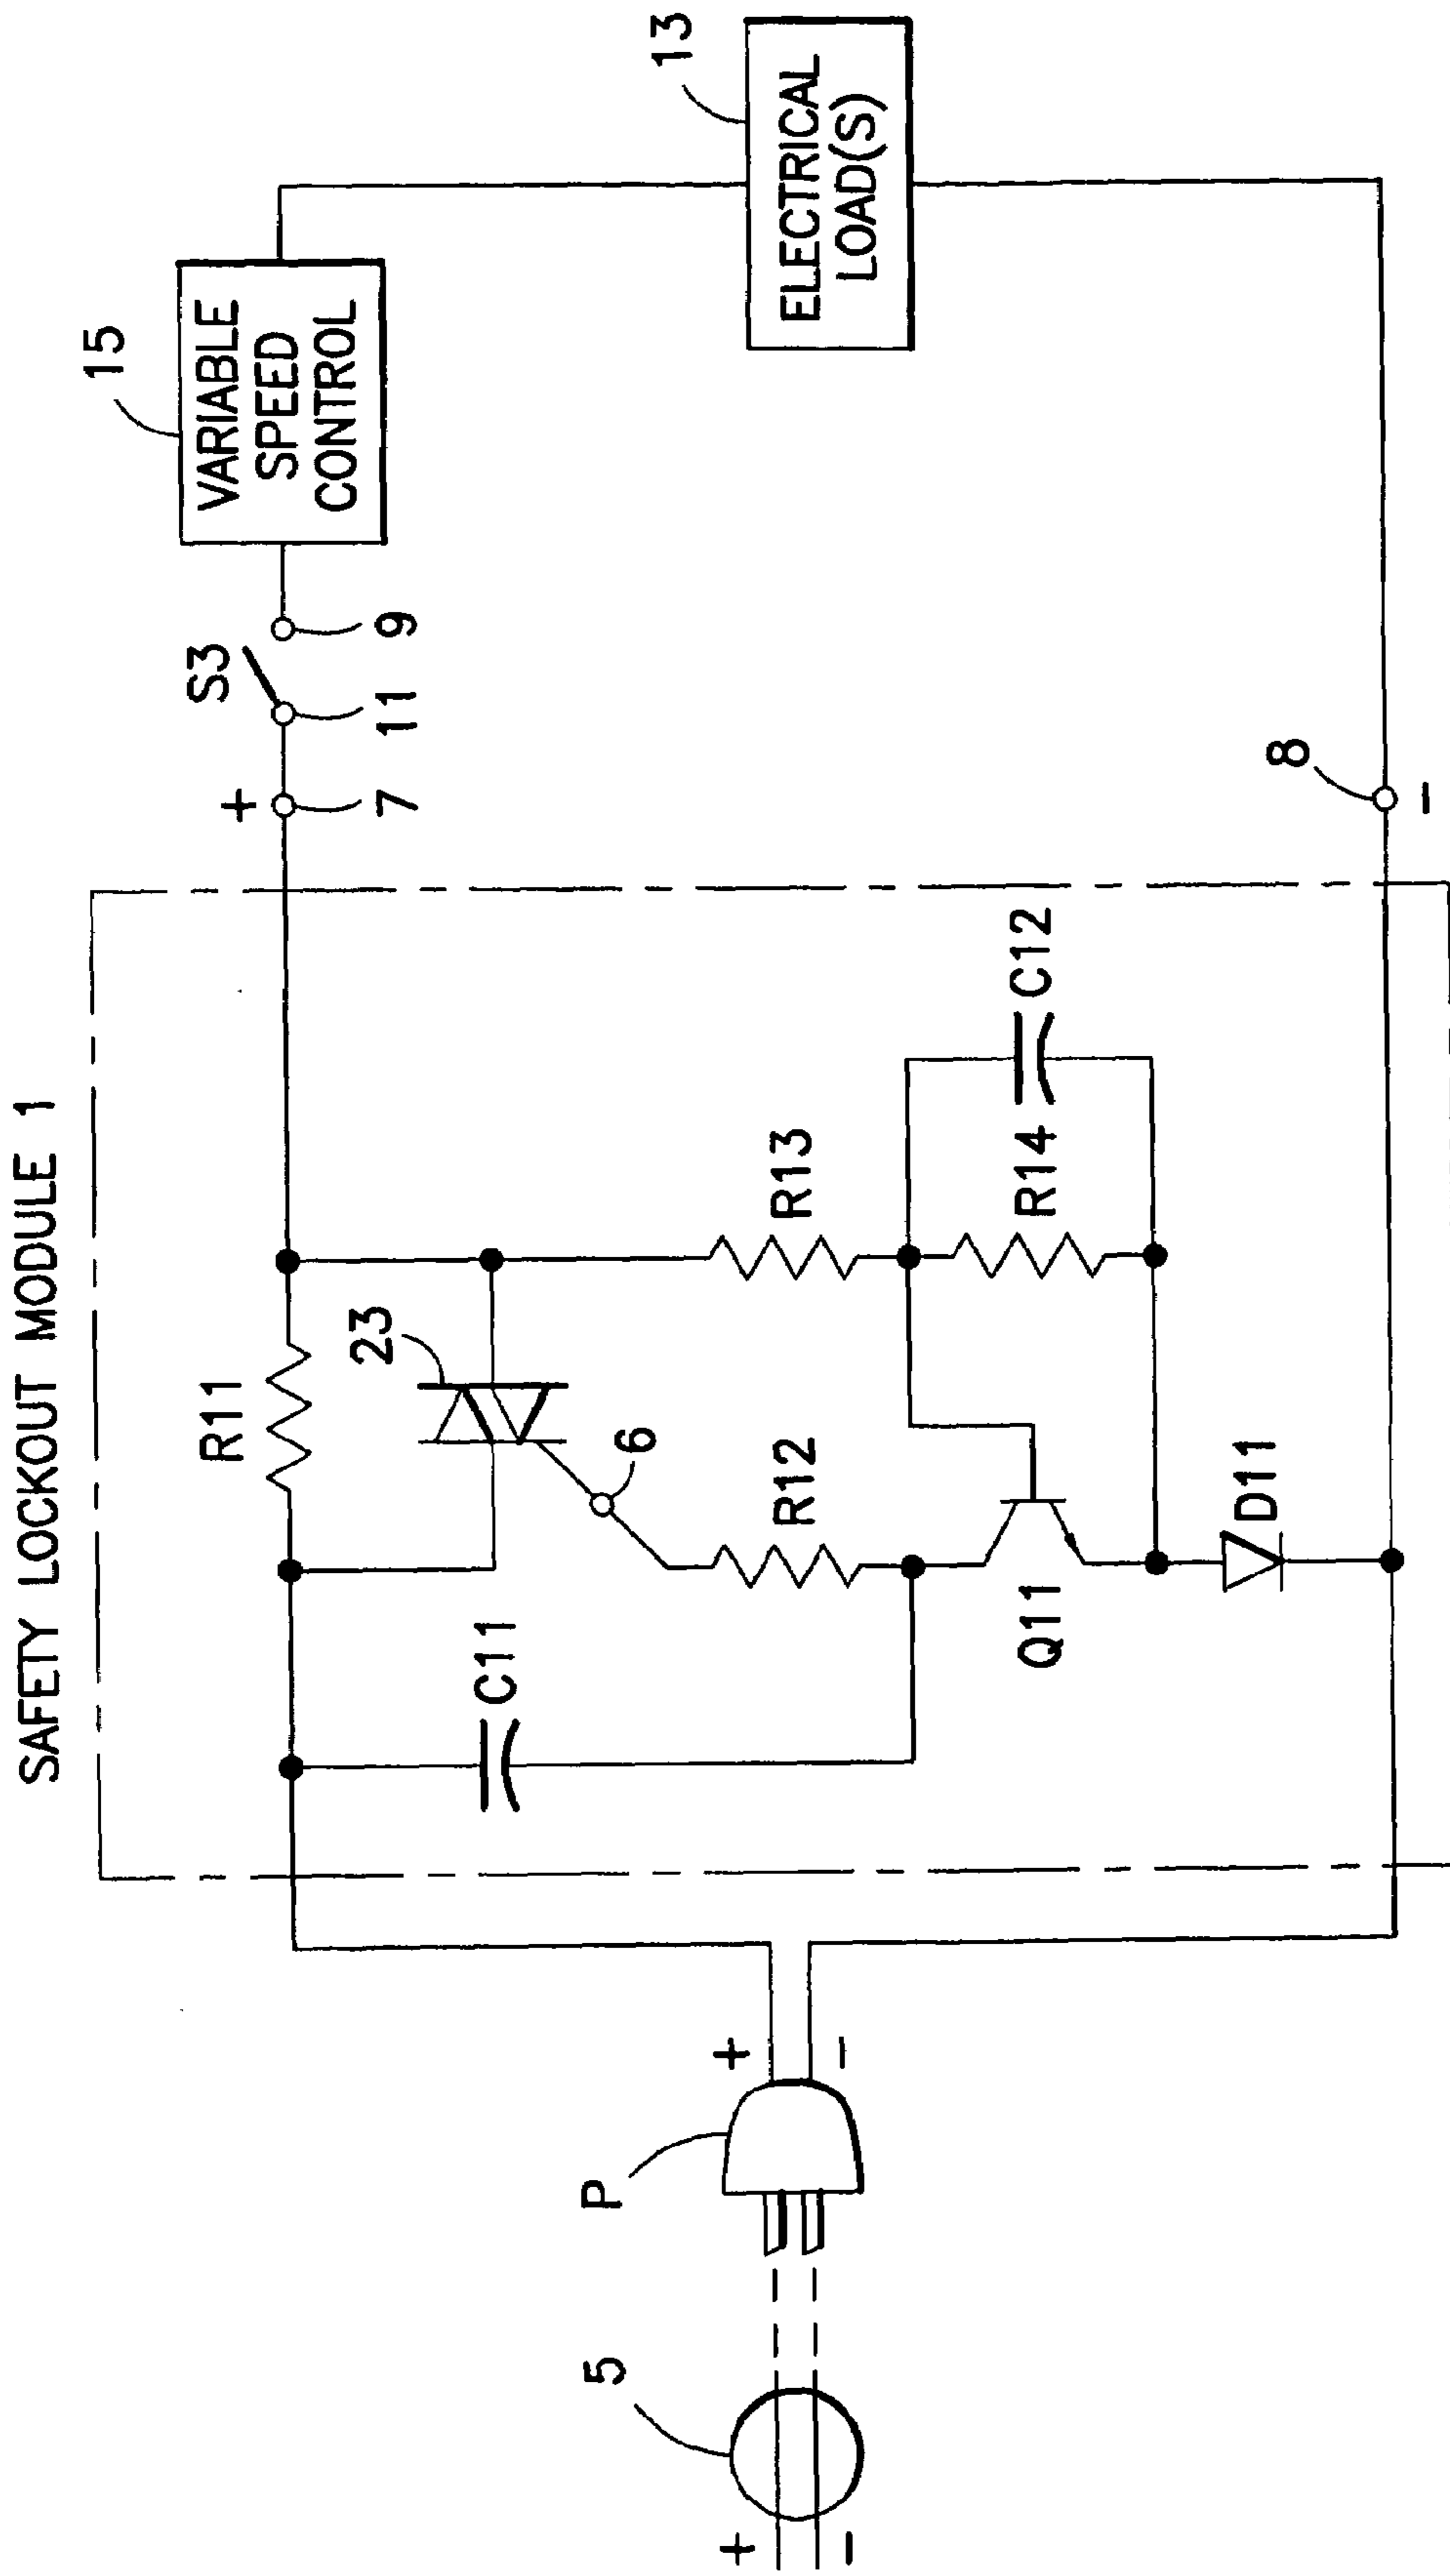 SAFETY LOCKOUT MODULE 1
15
VARIABLE
SPEED
CONTROL
S3
+
7
11
9
13
ELECTRICAL
LOAD(S)
R11
23
6
C11
R12
R13
Q11
R14
C12
D11
8
-
5
P
+
-
+
-